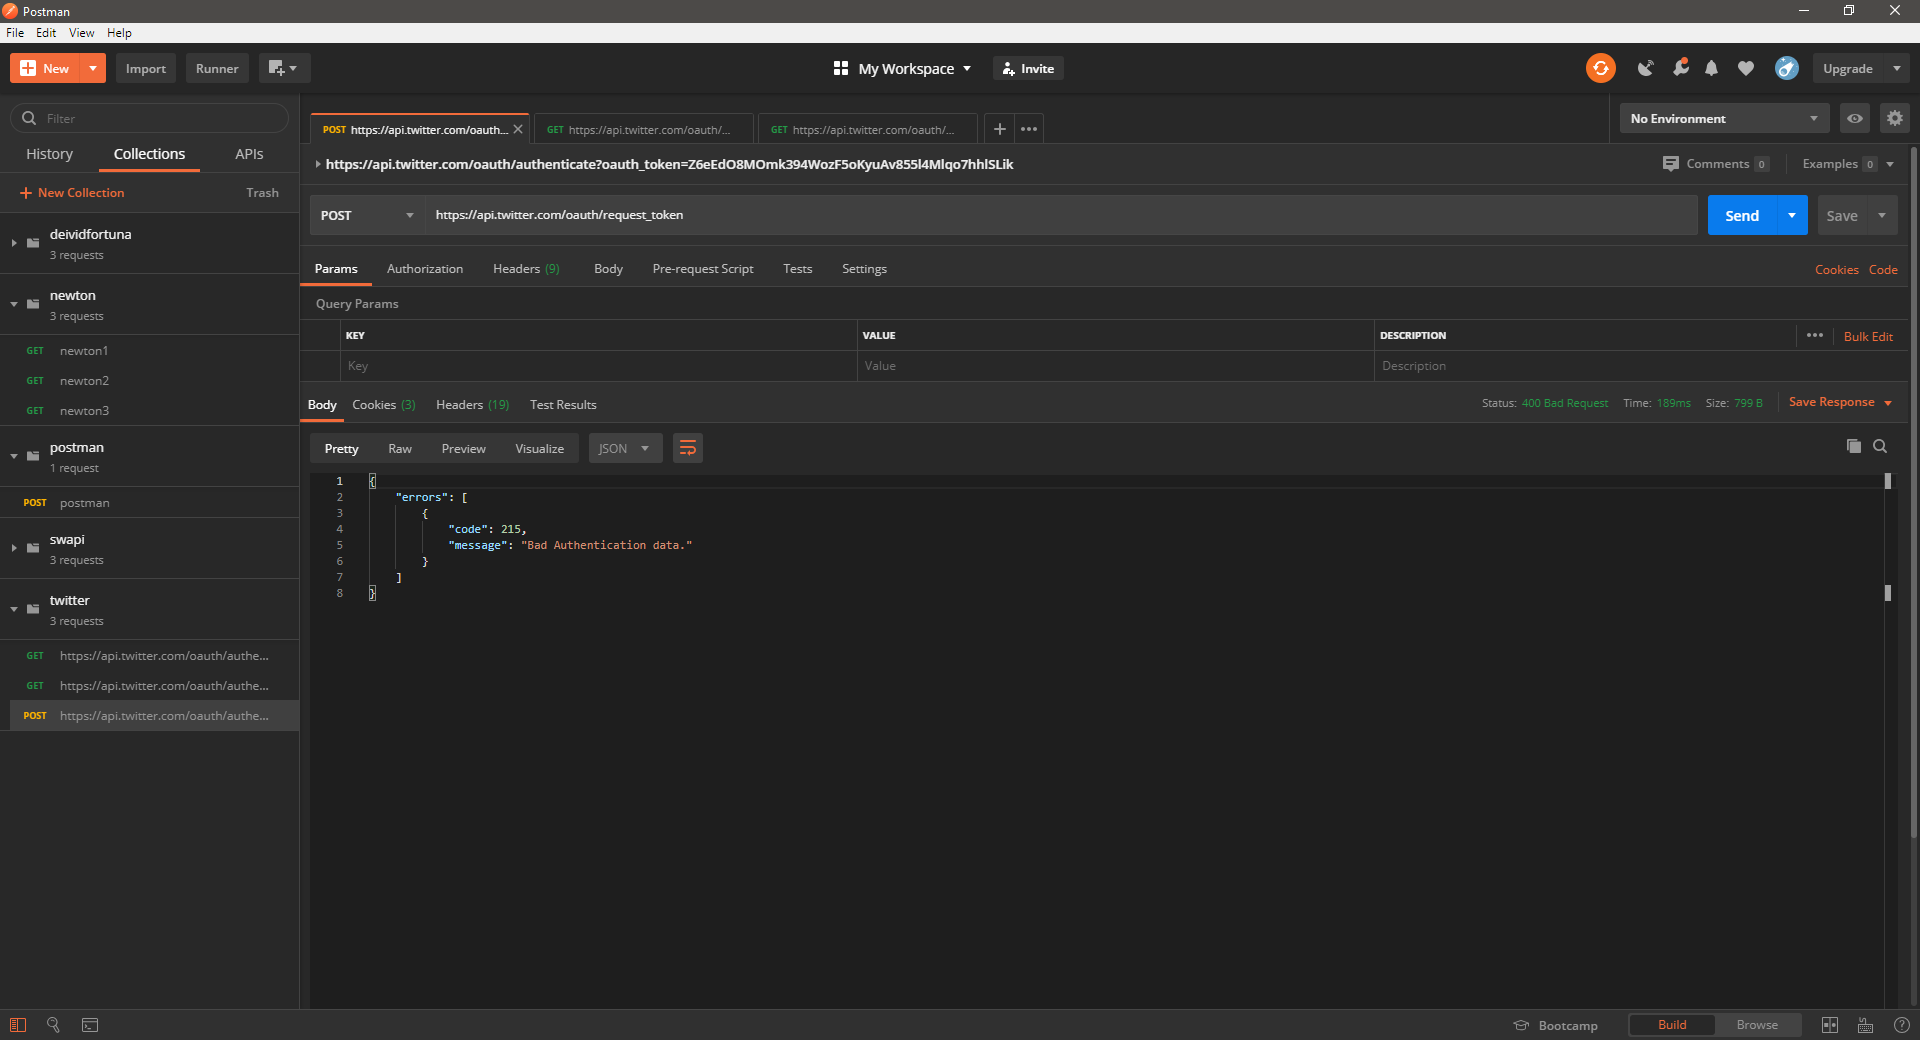 Postman
File Edit View Help
New Import Runner My Workspace Invite Upgrade
Filter
History Collections APIs
New Collection Trash
deividfortuna
3 requests
newton
3 requests
GET newton1
GET newton2
GET newton3
postman
1 request
POST postman
swapi
3 requests
twitter
3 requests
GET https://api.twitter.com/oauth/authe...
GET https://api.twitter.com/oauth/authe...
POST https://api.twitter.com/oauth/authe...
POST https://api.twitter.com/oauth... GET https://api.twitter.com/oauth/... GET https://api.twitter.com/oauth/... No Environment
https://api.twitter.com/oauth/authenticate?oauth_token=Z6eEdO8MOmk394WozF5oKyuAv855l4Mlqo7hhlSLik Comments 0 Examples 0
POST https://api.twitter.com/oauth/request_token Send Save
Params Authorization Headers (9) Body Pre-request Script Tests Settings Cookies Code
Query Params
KEY VALUE DESCRIPTION Bulk Edit
Key Value Description
Body Cookies (3) Headers (19) Test Results Status: 400 Bad Request Time: 189ms Size: 799 B Save Response
Pretty Raw Preview Visualize JSON
1 {
2 "errors": [
3 {
4 "code": 215,
5 "message": "Bad Authentication data."
6 }
7 ]
8 }
Bootcamp Build Browse